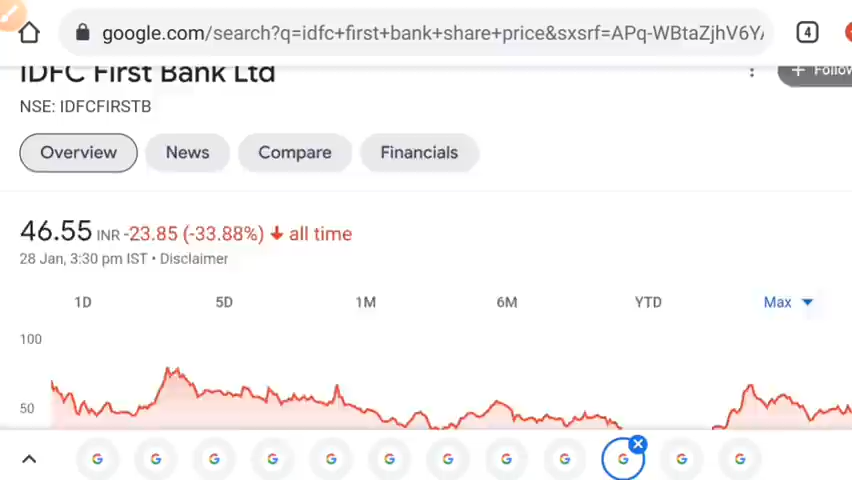 google.com/search?q=idfc+first+bank+share+price&sxsrf=APq-WBtaZjhV6Y
4
IDFC First Bank Ltd
+ Follow
NSE: IDFCFIRSTB
Overview
News
Compare
Financials
46.55 INR -23.85 (-33.88%) all time
28 Jan, 3:30 pm IST • Disclaimer
1D 5D 1M 6M YTD Max
100
50